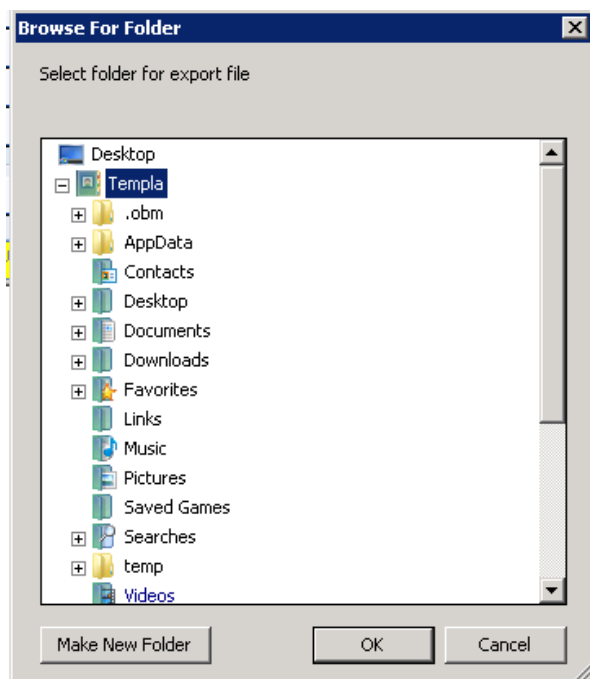 Browse For Folder
Select folder for export file
Desktop
Templa
.obm
AppData
Contacts
Desktop
Documents
Downloads
Favorites
Links
Music
Pictures
Saved Games
Searches
temp
Videos
Make New Folder OK Cancel